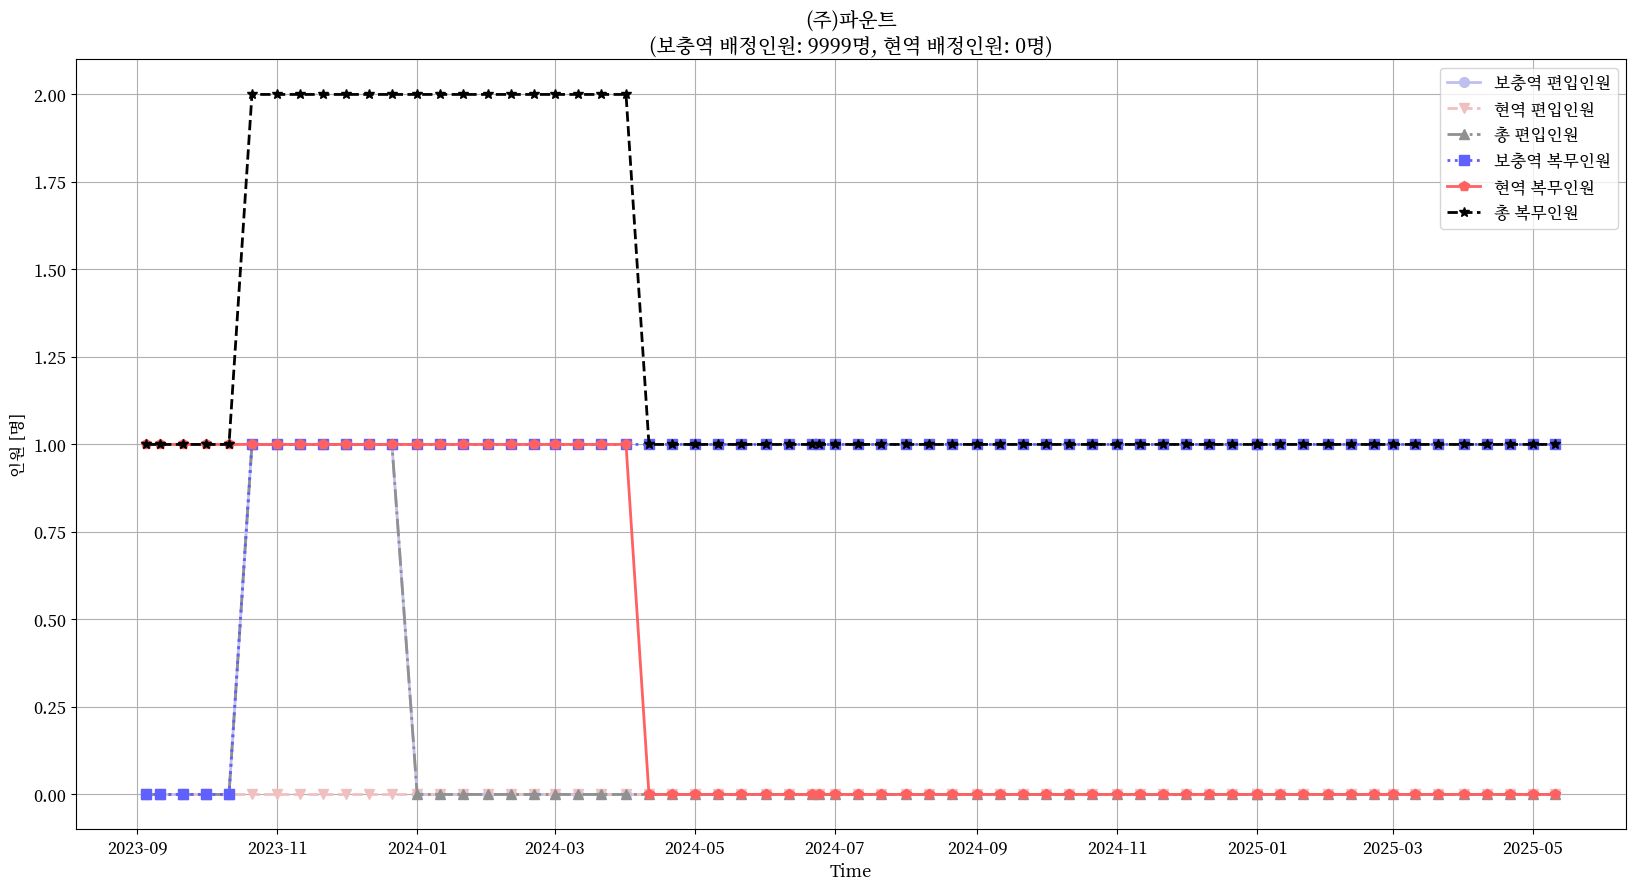 (주)파운트
(보충역 배정인원: 9999명, 현역 배정인원: 0명)
보충역 편입인원
현역 편입인원
총 편입인원
보충역 복무인원
현역 복무인원
총 복무인원
인원 [명]
2.00
1.75
1.50
1.25
1.00
0.75
0.50
0.25
0.00
2023-09 2023-11 2024-01 2024-03 2024-05 2024-07 2024-09 2024-11 2025-01 2025-03 2025-05
Time